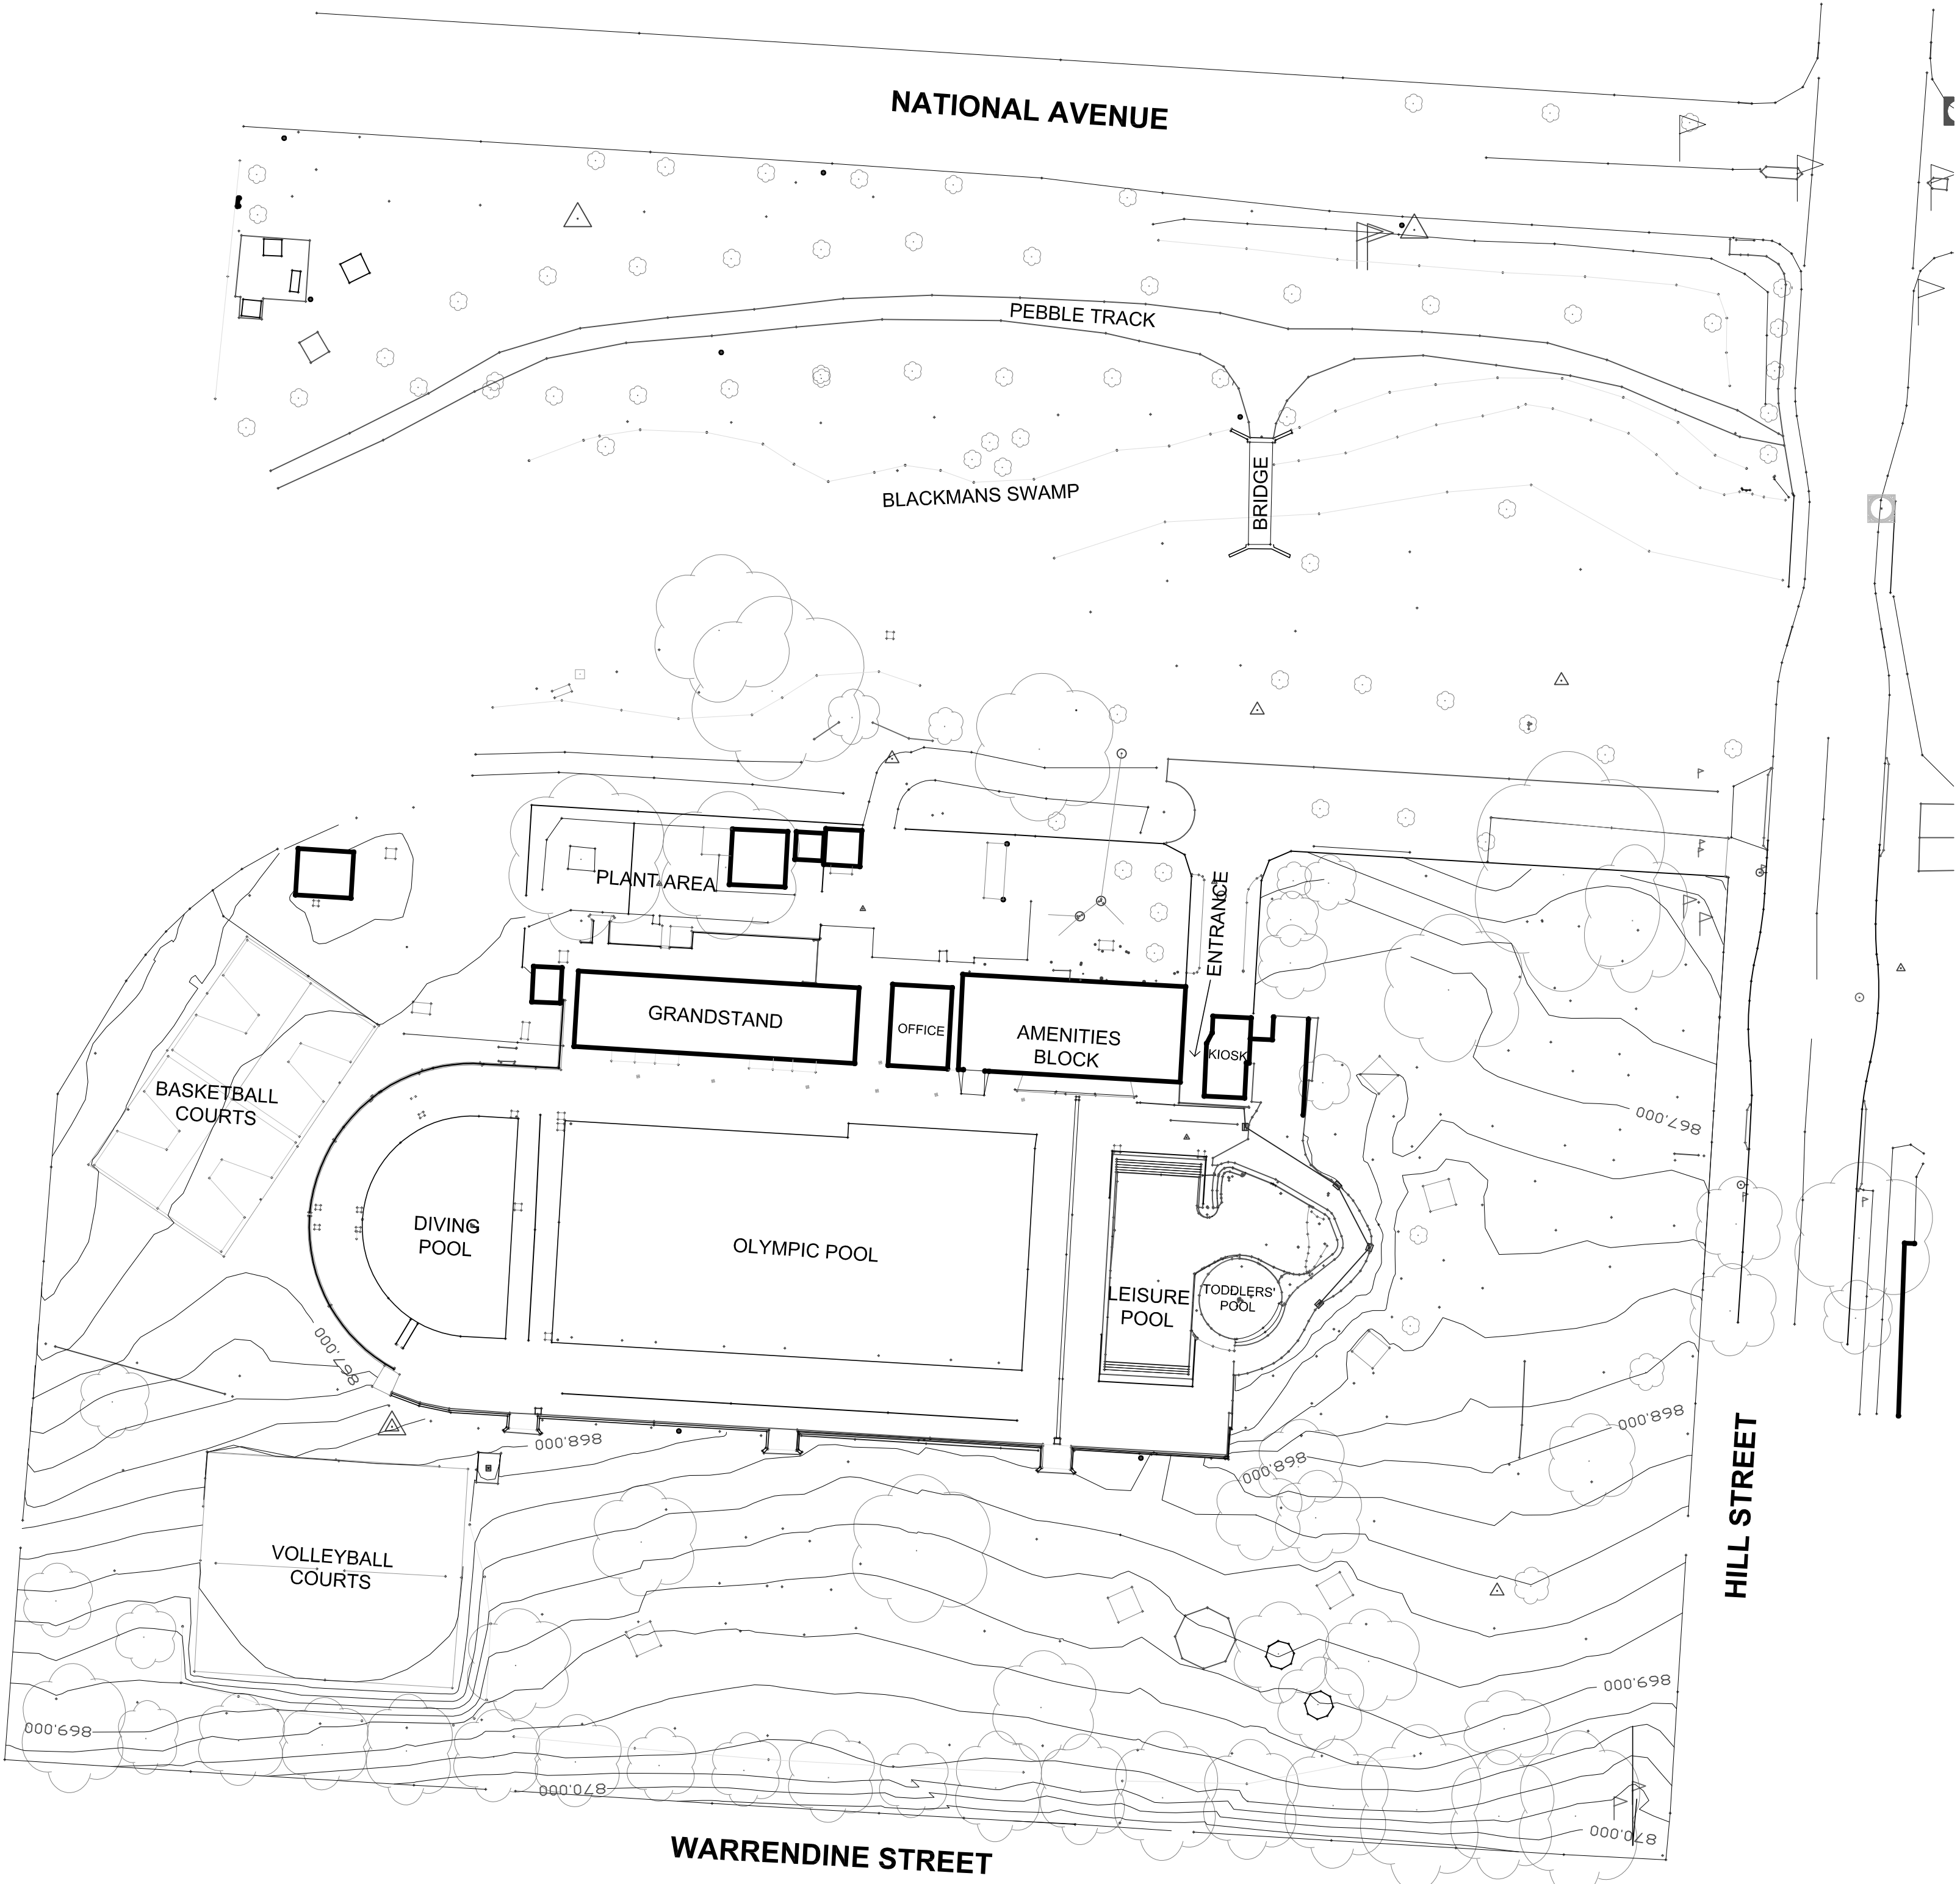 NATIONAL AVENUE
PEBBLE TRACK
BRIDGE
BLACKMANS SWAMP
PLANT AREA
ENTRANCE
GRANDSTAND
OFFICE
AMENITIES
BLOCK
KIOSK
BASKETBALL
COURTS
867.000
DIVING
POOL
OLYMPIC POOL
LEISURE
POOL
TODDLERS'
POOL
867.000
868.000
868.000
868.000
HILL STREET
VOLLEYBALL
COURTS
869.000
869.000
870.000
870.000
WARRENDINE STREET